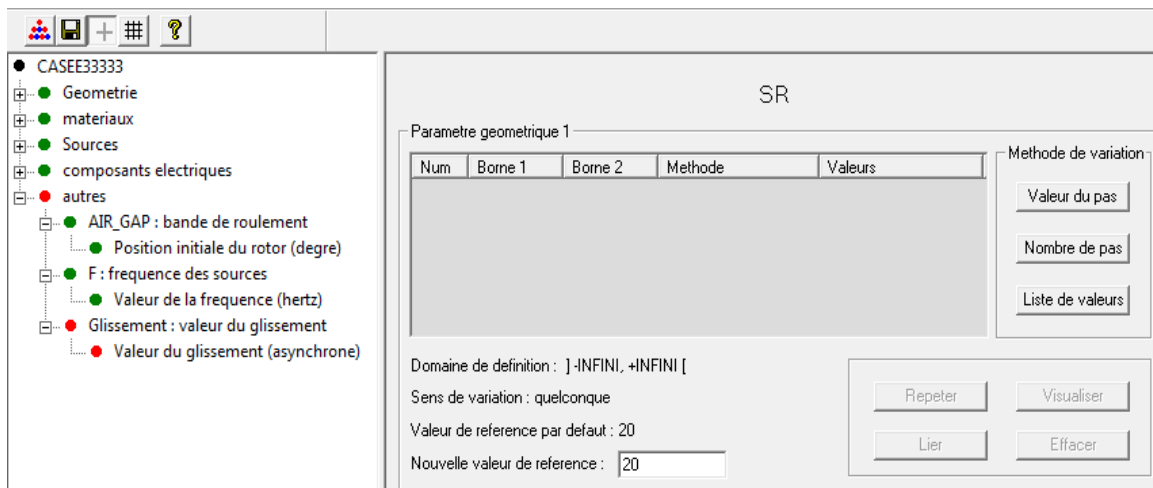 CASEE33333
Geometrie
materiaux
Sources
composants electriques
autres
AIR_GAP : bande de roulement
Position initiale du rotor (degre)
F : frequence des sources
Valeur de la frequence (hertz)
Glissement : valeur du glissement
Valeur du glissement (asynchrone)
SR
Parametre geometrique 1
Num Borne 1 Borne 2 Methode Valeurs
Methode de variation
Valeur du pas
Nombre de pas
Liste de valeurs
Domaine de definition : ] -INFINI, +INFINI [
Sens de variation : quelconque
Valeur de reference par defaut : 20
Nouvelle valeur de reference : 20
Repeter Visualiser
Lier Effacer